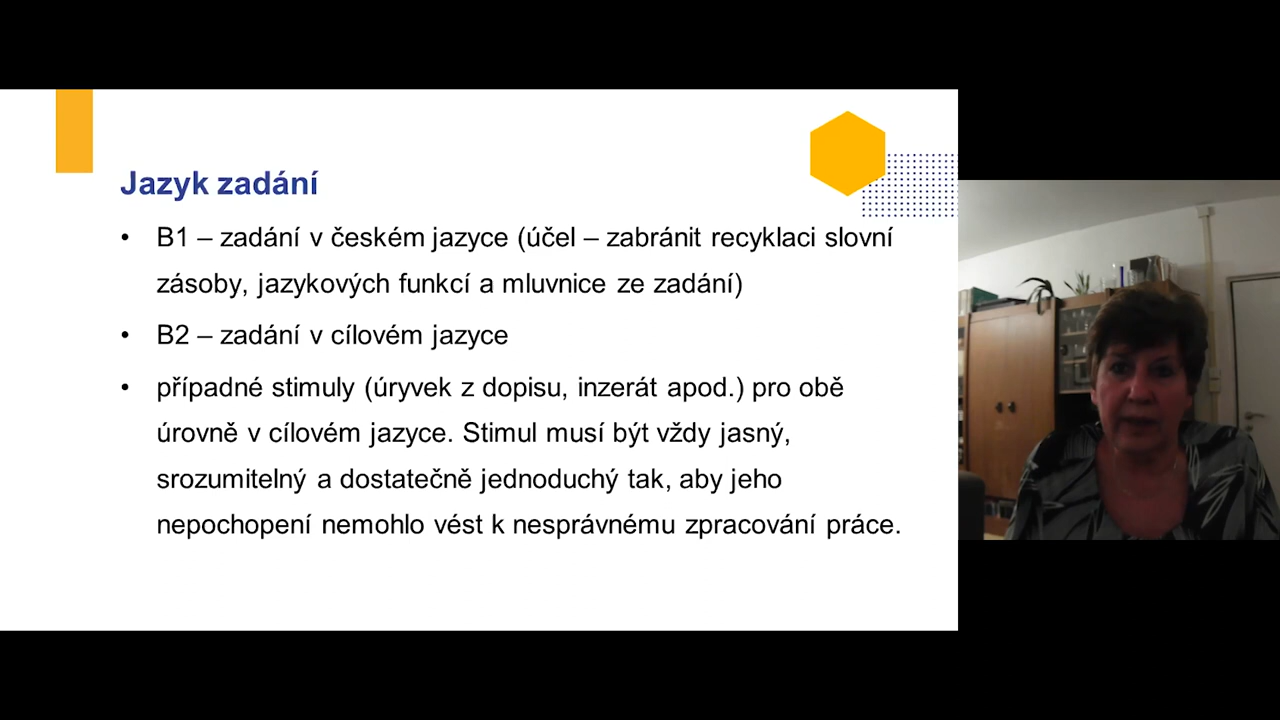 Jazyk zadání
• B1 – zadání v českém jazyce (účel – zabránit recyklaci slovní
zásoby, jazykových funkcí a mluvnice ze zadání)
• B2 – zadání v cílovém jazyce
• případné stimuly (úryvek z dopisu, inzerát apod.) pro obě
úrovně v cílovém jazyce. Stimul musí být vždy jasný,
srozumitelný a dostatečně jednoduchý tak, aby jeho
nepochopení nemohlo vést k nesprávnému zpracování práce.